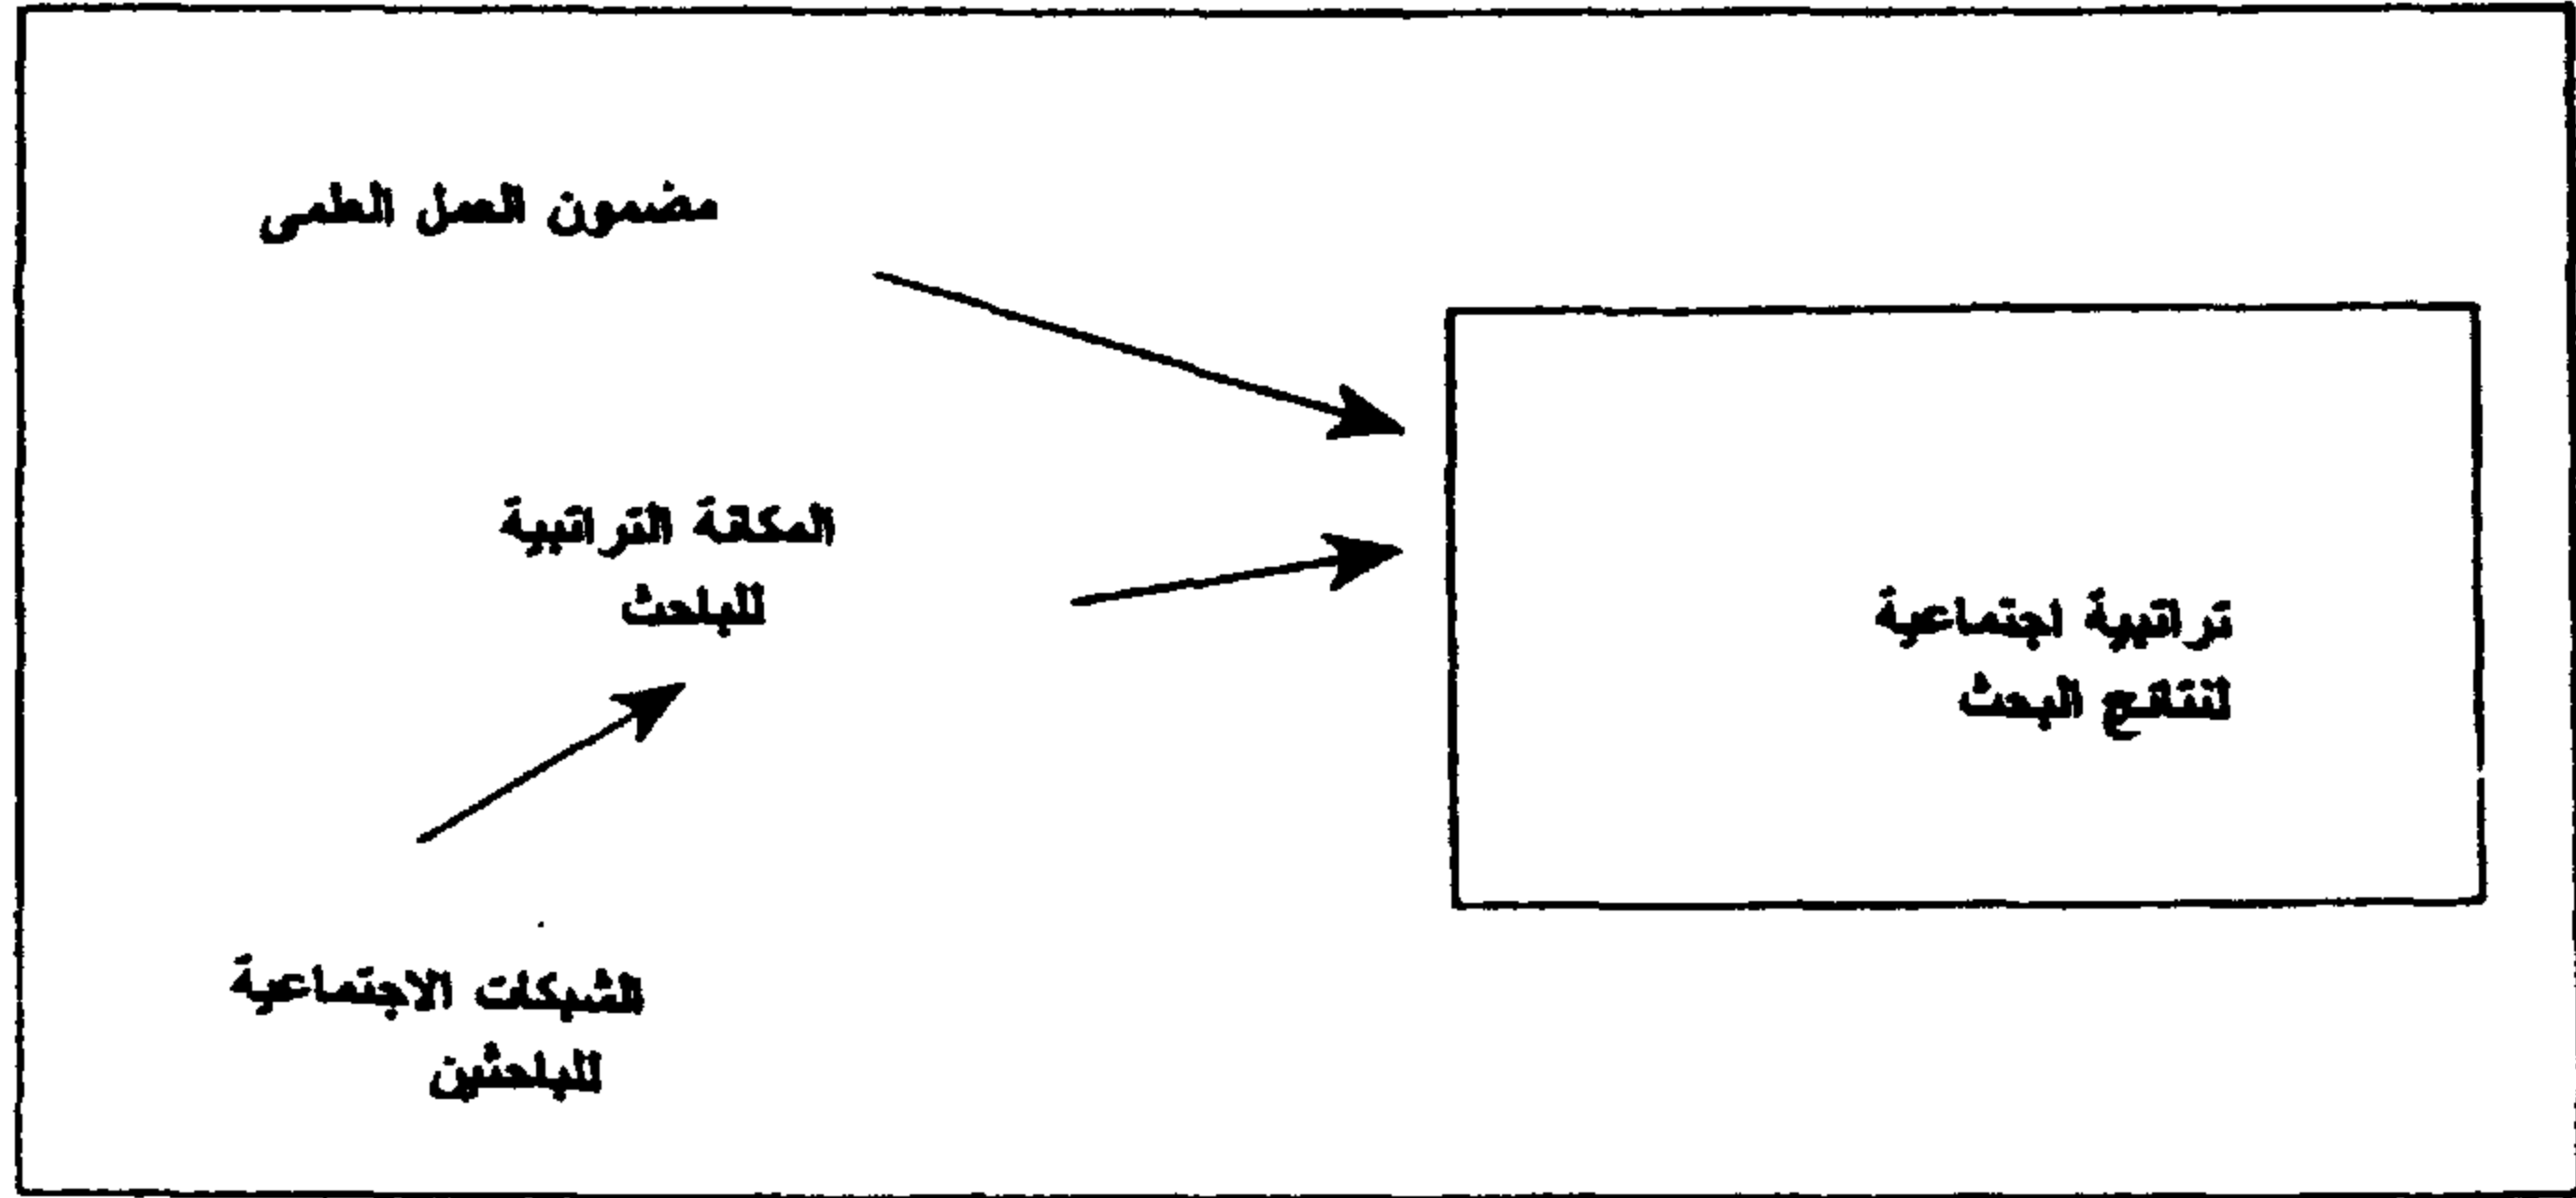 مضمون العمل العلمى
المكانة التراتبية
للباحث
تراتبية اجتماعية
لنتائج البحث
الشبكات الاجتماعية
للباحثين